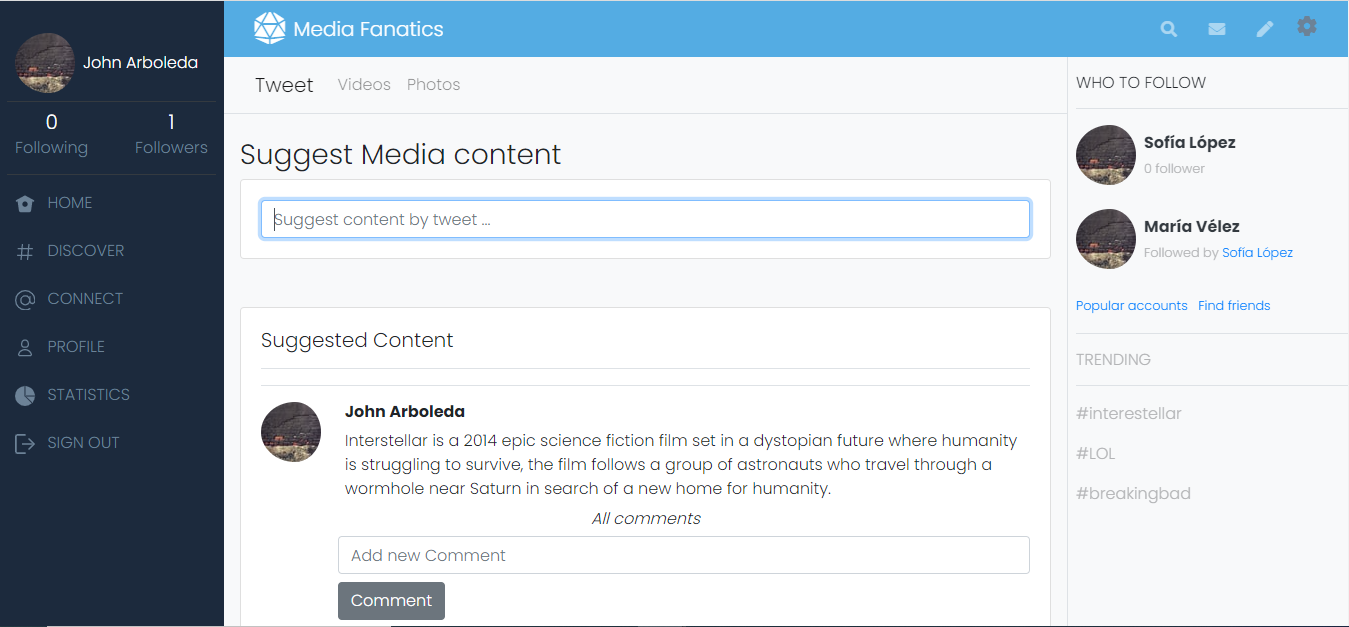 John Arboleda
0 1
Following Followers
HOME
DISCOVER
CONNECT
PROFILE
STATISTICS
SIGN OUT
Media Fanatics
Tweet Videos Photos
Suggest Media content
Suggest content by tweet ...
Suggested Content
John Arboleda
Interstellar is a 2014 epic science fiction film set in a dystopian future where humanity
is struggling to survive, the film follows a group of astronauts who travel through a
wormhole near Saturn in search of a new home for humanity.
All comments
Add new Comment
Comment
WHO TO FOLLOW
Sofía López
0 follower
María Vélez
Followed by Sofía López
Popular accounts Find friends
TRENDING
#interestellar
#LOL
#breakingbad